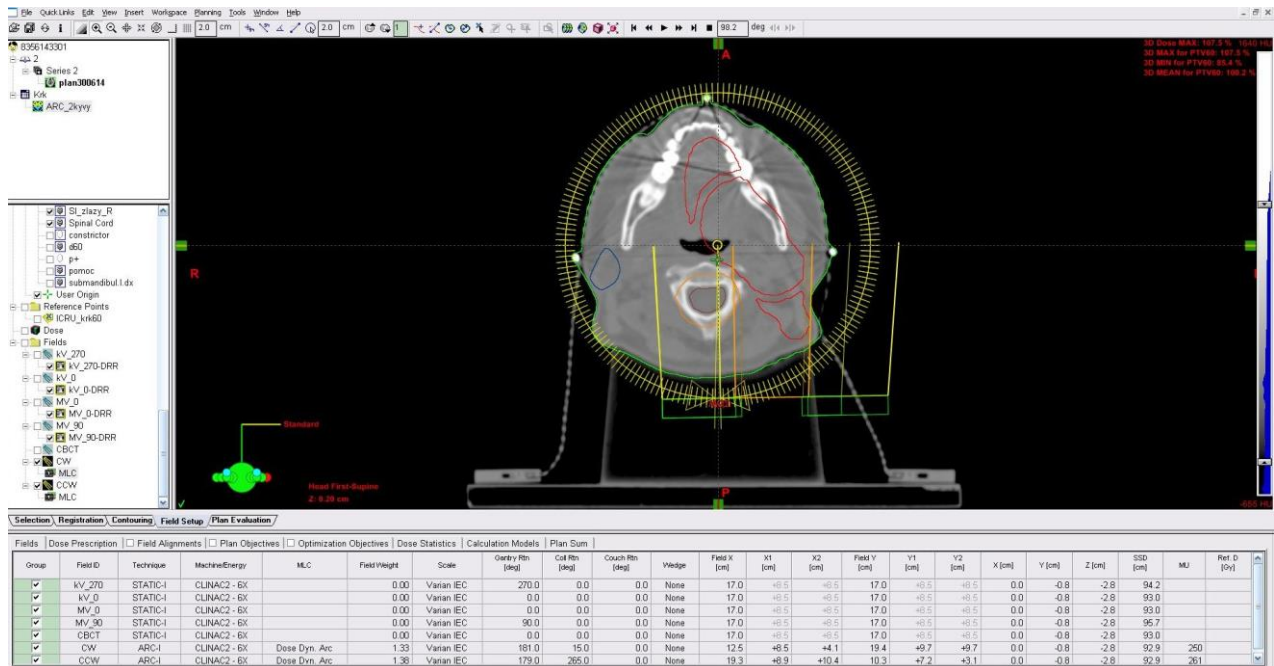 File Quick Links Edit View Insert Workspace Planning Tools Window Help
2.0 cm 2.0 cm 1 98.2 deg
8356143301
2
Series 2
plan300614
Krk
ARC_2kyvy
Sl_zlazy_R
Spinal Cord
constrictor
d60
p+
pomoc
submandibul.l.dx
User Origin
Reference Points
ICRU_krk60
Dose
Fields
kV_270
kV_270-DRR
kV_0
kV_0-DRR
MV_0
MV_0-DRR
MV_90
MV_90-DRR
CBCT
CW
MLC
CCW
MLC
3D Dose MAX: 107.5 % 1640 HU
3D MAX for PTV60: 107.5 %
3D MIN for PTV60: 85.4 %
3D MEAN for PTV60: 100.2 %
A
R
P
Standard
Head First-Supine
Z: 0.20 cm
-655 HU
Selection Registration Contouring Field Setup Plan Evaluation
Fields Dose Prescription Field Alignments Plan Objectives Optimization Objectives Dose Statistics Calculation Models Plan Sum
Group Field ID Technique Machine/Energy MLC Field Weight Scale Gantry Rtn [deg] Coll Rtn [deg] Couch Rtn [deg] Wedge Field X [cm] X1 [cm] X2 [cm] Field Y [cm] Y1 [cm] Y2 [cm] X [cm] Y [cm] Z [cm] SSD [cm] MU Ref. D [Gy]
kV_270 STATIC-I CLINAC2 - 6X 0.00 Varian IEC 270.0 0.0 0.0 None 17.0 +8.5 +8.5 17.0 +8.5 +8.5 0.0 -0.8 -2.8 94.2
kV_0 STATIC-I CLINAC2 - 6X 0.00 Varian IEC 0.0 0.0 0.0 None 17.0 +8.5 +8.5 17.0 +8.5 +8.5 0.0 -0.8 -2.8 93.0
MV_0 STATIC-I CLINAC2 - 6X 0.00 Varian IEC 0.0 0.0 0.0 None 17.0 +8.5 +8.5 17.0 +8.5 +8.5 0.0 -0.8 -2.8 93.0
MV_90 STATIC-I CLINAC2 - 6X 0.00 Varian IEC 90.0 0.0 0.0 None 17.0 +8.5 +8.5 17.0 +8.5 +8.5 0.0 -0.8 -2.8 95.7
CBCT STATIC-I CLINAC2 - 6X 0.00 Varian IEC 0.0 0.0 0.0 None 17.0 +8.5 +8.5 17.0 +8.5 +8.5 0.0 -0.8 -2.8 93.0
CW ARC-I CLINAC2 - 6X Dose Dyn. Arc 1.33 Varian IEC 181.0 15.0 0.0 None 12.5 +8.5 +4.1 19.4 +9.7 +9.7 0.0 -0.8 -2.8 92.9 250
CCW ARC-I CLINAC2 - 6X Dose Dyn. Arc 1.38 Varian IEC 179.0 265.0 0.0 None 19.3 +8.9 +10.4 10.3 +7.2 +3.1 0.0 -0.8 -2.8 92.9 261